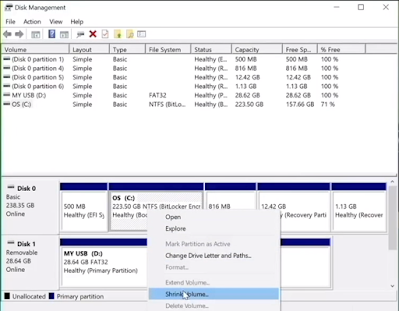 Disk Management
File Action View Help
Volume Layout Type File System Status Capacity Free Sp... % Free
(Disk 0 partition 1) Simple Basic Healthy (E... 500 MB 500 MB 100 %
(Disk 0 partition 4) Simple Basic Healthy (R... 816 MB 816 MB 100 %
(Disk 0 partition 5) Simple Basic Healthy (R... 12.42 GB 12.42 GB 100 %
(Disk 0 partition 6) Simple Basic Healthy (R... 1.13 GB 1.13 GB 100 %
MY USB (D:) Simple Basic FAT32 Healthy (P... 28.62 GB 28.62 GB 100 %
OS (C:) Simple Basic NTFS (BitLo... Healthy (B... 223.50 GB 157.66 GB 71 %
Disk 0
Basic
238.35 GB
Online
500 MB
Healthy (EFI S
OS (C:)
223.50 GB NTFS (BitLocker Enc
Healthy (Boo
816 MB
12.42 GB
Healthy (Recovery Parti
1.13 GB
Healthy (Recover
Disk 1
Removable
28.64 GB
Online
MY USB (D:)
28.64 GB FAT32
Healthy (Primary Partition)
Open
Explore
Mark Partition as Active
Change Drive Letter and Paths...
Format...
Extend Volume...
Shrink Volume...
Delete Volume...
Unallocated Primary partition